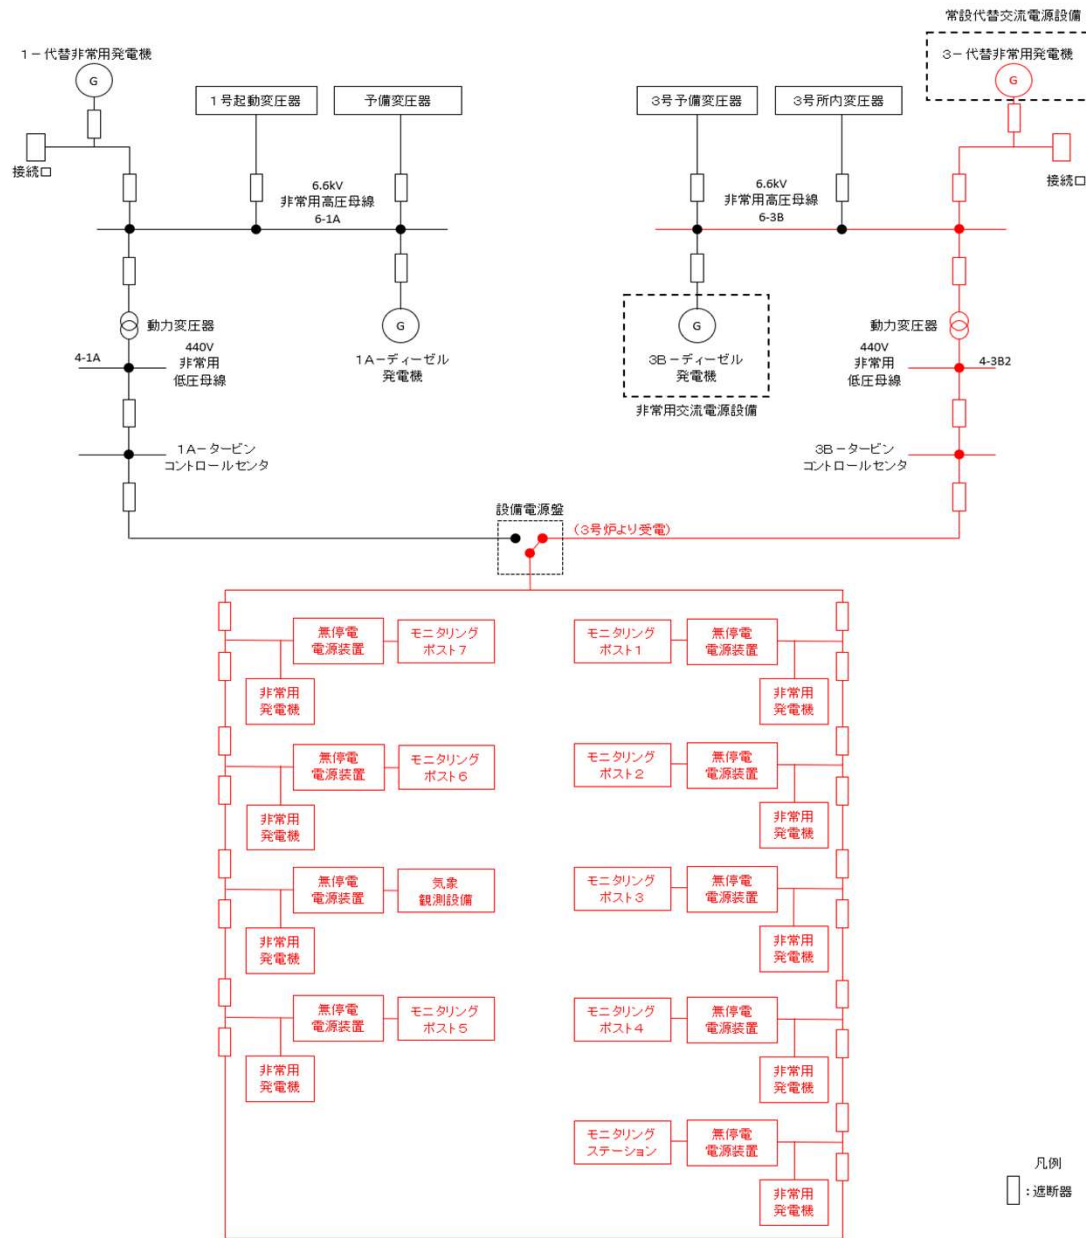 常設代替交流電源設備
1-代替非常用発電機
G
1号起動変圧器
予備変圧器
3号予備変圧器
3号所内変圧器
3-代替非常用発電機
G
接続口
接続口
6.6kV
非常用高圧母線
6-1A
6.6kV
非常用高圧母線
6-3B
動力変圧器
G
1A-ディーゼル
発電機
G
3B-ディーゼル
発電機
非常用交流電源設備
動力変圧器
4-1A
440V
非常用
低圧母線
440V
非常用
低圧母線
4-3B2
1A-タービン
コントロールセンタ
3B-タービン
コントロールセンタ
設備電源盤
(3号炉より受電)
無停電
電源装置
モニタリング
ポスト7
非常用
発電機
モニタリング
ポスト1
無停電
電源装置
非常用
発電機
無停電
電源装置
モニタリング
ポスト6
非常用
発電機
モニタリング
ポスト2
無停電
電源装置
非常用
発電機
無停電
電源装置
気象
観測設備
非常用
発電機
モニタリング
ポスト3
無停電
電源装置
非常用
発電機
無停電
電源装置
モニタリング
ポスト5
非常用
発電機
モニタリング
ポスト4
無停電
電源装置
非常用
発電機
モニタリング
ステーション
無停電
電源装置
非常用
発電機
凡例
:遮断器